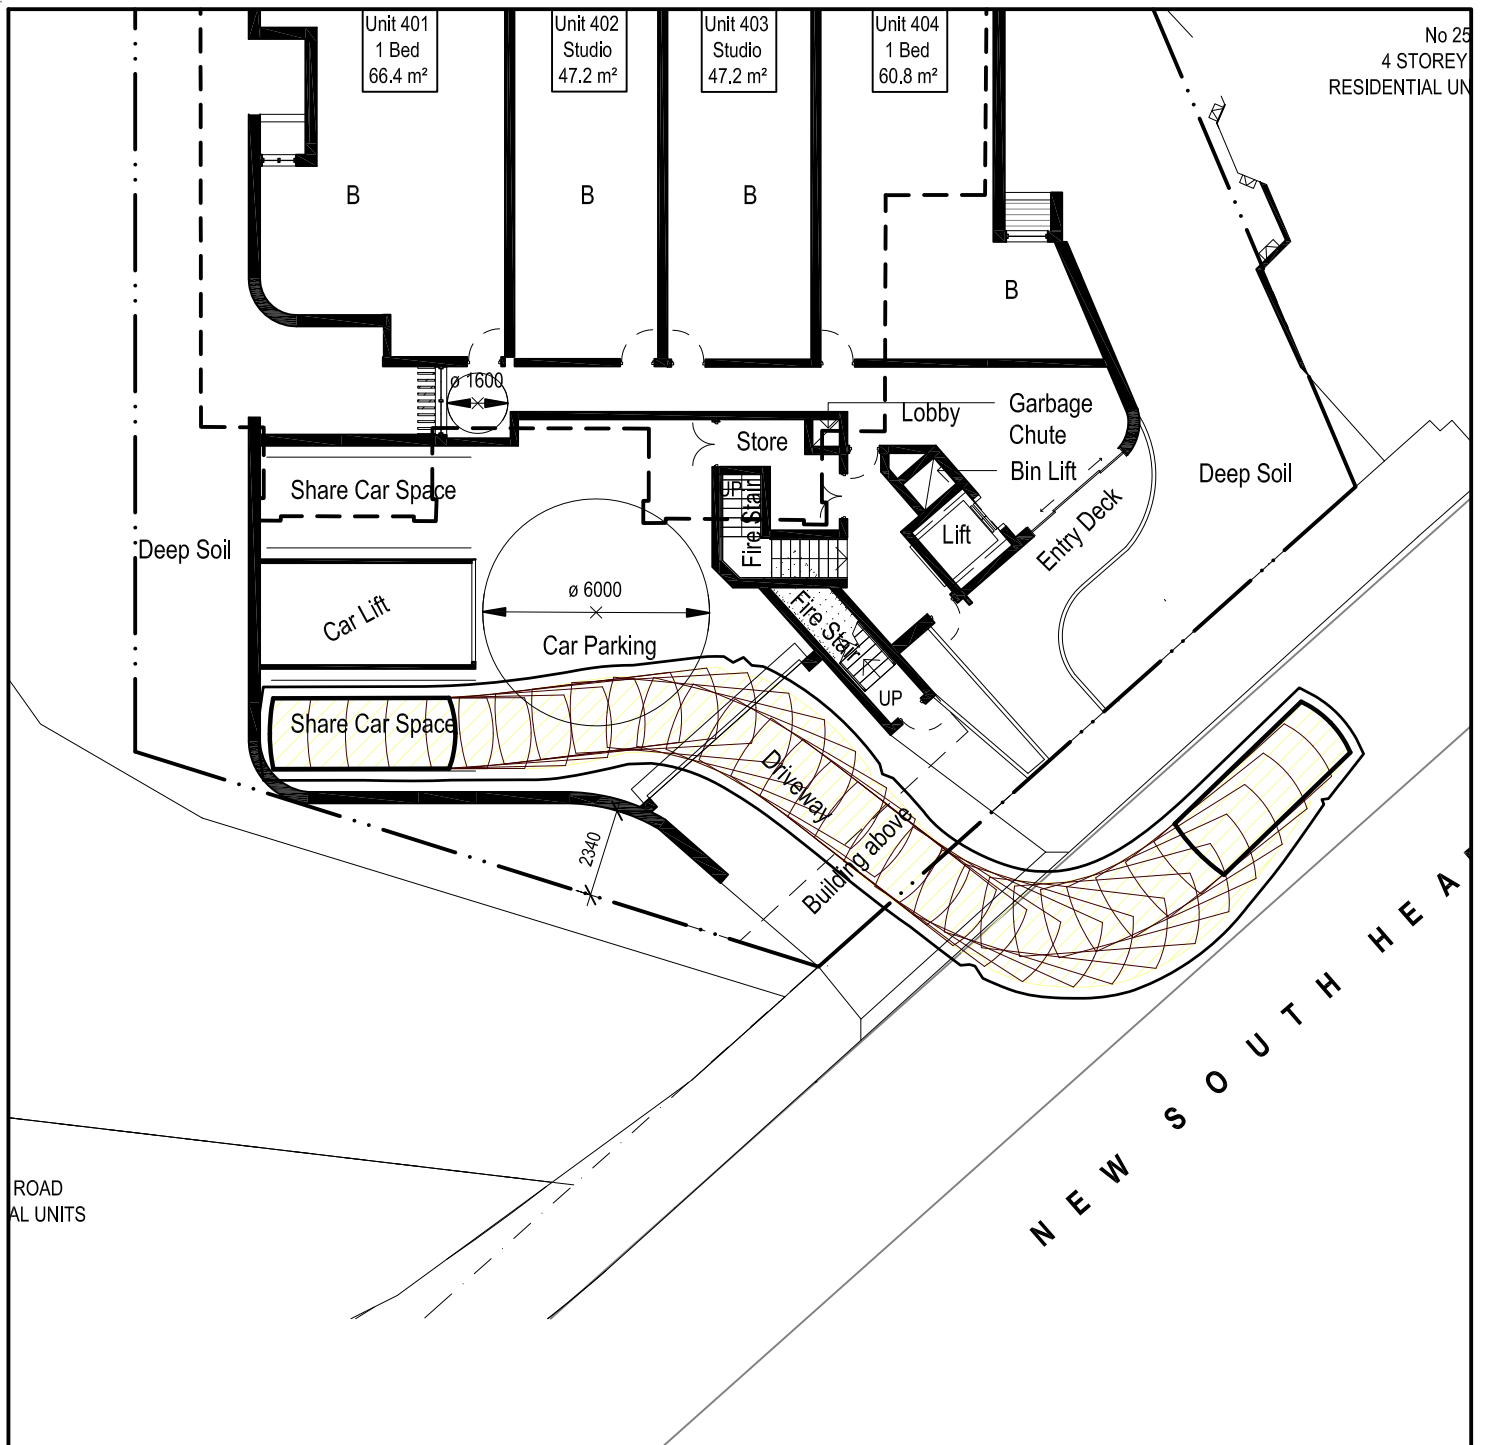 Unit 401
1 Bed
66.4 m²
Unit 402
Studio
47.2 m²
Unit 403
Studio
47.2 m²
Unit 404
1 Bed
60.8 m²
No 25
4 STOREY
RESIDENTIAL UN
B
B
B
B
ø 1600
Lobby
Garbage
Chute
Store
Bin Lift
Deep Soil
Share Car Space
UP
Fire Stair
Entry Deck
Lift
Deep Soil
ø 6000
Car Lift
Fire Stair
Car Parking
UP
Share Car Space
Driveway
Building above
2340
NEW SOUTH HEA
ROAD
AL UNITS